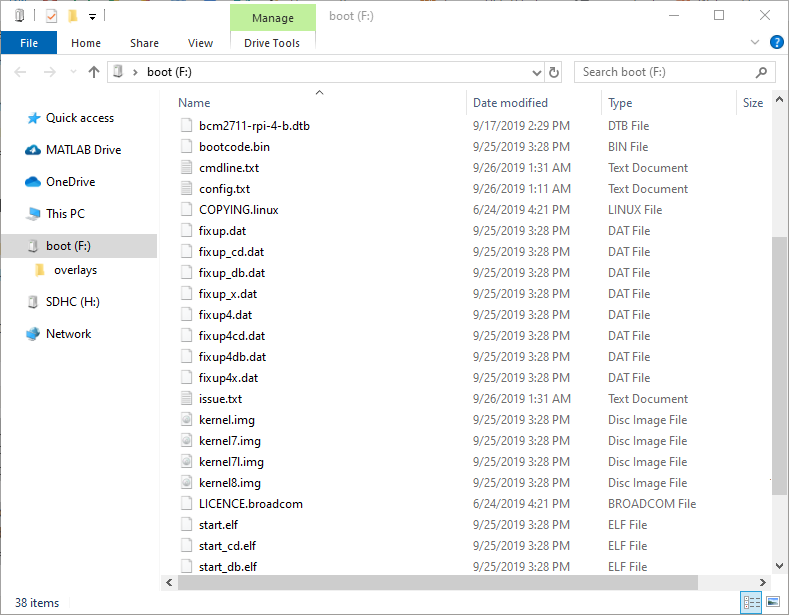 Manage
boot (F:)
File
Home
Share
View
Drive Tools
?
boot (F:)
Search boot (F:)
Quick access
MATLAB Drive
OneDrive
This PC
boot (F:)
overlays
SDHC (H:)
Network
Name Date modified Type Size
bcm2711-rpi-4-b.dtb 9/17/2019 2:29 PM DTB File
bootcode.bin 9/25/2019 3:28 PM BIN File
cmdline.txt 9/26/2019 1:31 AM Text Document
config.txt 9/26/2019 1:11 AM Text Document
COPYING.linux 6/24/2019 4:21 PM LINUX File
fixup.dat 9/25/2019 3:28 PM DAT File
fixup_cd.dat 9/25/2019 3:28 PM DAT File
fixup_db.dat 9/25/2019 3:28 PM DAT File
fixup_x.dat 9/25/2019 3:28 PM DAT File
fixup4.dat 9/25/2019 3:28 PM DAT File
fixup4cd.dat 9/25/2019 3:28 PM DAT File
fixup4db.dat 9/25/2019 3:28 PM DAT File
fixup4x.dat 9/25/2019 3:28 PM DAT File
issue.txt 9/26/2019 1:31 AM Text Document
kernel.img 9/25/2019 3:28 PM Disc Image File
kernel7.img 9/25/2019 3:28 PM Disc Image File
kernel7l.img 9/25/2019 3:28 PM Disc Image File
kernel8.img 9/25/2019 3:28 PM Disc Image File
LICENCE.broadcom 6/24/2019 4:21 PM BROADCOM File
start.elf 9/25/2019 3:28 PM ELF File
start_cd.elf 9/25/2019 3:28 PM ELF File
start_db.elf 9/25/2019 3:28 PM ELF File
38 items